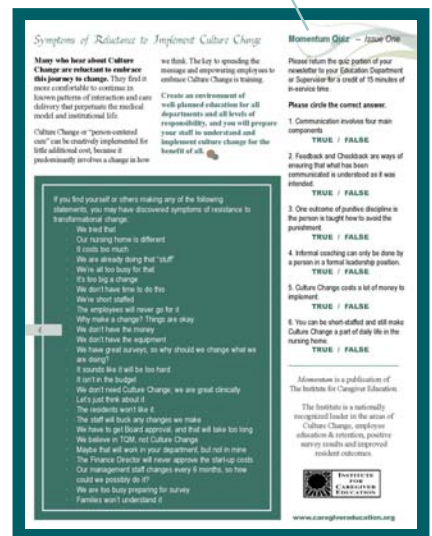 Symptoms of Reluctance to Implement Culture Change
Many who hear about Culture
Change are reluctant to embrace
this journey to change. They find it
more comfortable to continue in
known patterns of interaction and care
delivery that perpetuate the medical
model and institutional life.
Culture Change or "person-centered
care" can be creatively implemented for
little additional cost, because it
predominantly involves a change in how
we think. The key to spreading the
message and empowering employees to
embrace Culture Change is training.
Create an environment of
well-planned education for all
departments and all levels of
responsibility, and you will prepare
your staff to understand and
implement culture change for the
benefit of all.
If you find yourself or others making any of the following
statements, you may have discovered symptoms of resistance to
transformational change:
· We tried that
· Our nursing home is different
· It costs too much
· We are already doing that "stuff"
· We're all too busy for that
· It's too big a change
· We don't have time to do this
· We're short staffed
· The employees will never go for it
· Why make a change? Things are okay
· We don't have the money
· We don't have the equipment
· We have great surveys, so why should we change what we
are doing?
· It sounds like it will be too hard
· It isn't in the budget
· We don't need Culture Change; we are great clinically
· Let's just think about it
· The residents won't like it
· The staff will buck any changes we make
· We have to get Board approval, and that will take too long
· We believe in TQM, not Culture Change
· Maybe that will work in your department, but not in mine
· The Finance Director will never approve the start-up costs
· Our management staff changes every 6 months, so how
could we possibly do it?
· We are too busy preparing for survey
· Families won't understand it
Momentum Quiz – Issue One
Please return the quiz portion of your
newsletter to your Education Department
or Supervisor for a credit of 15 minutes of
in-service time.
Please circle the correct answer.
1. Communication involves four main
components
TRUE / FALSE
2. Feedback and Checkback are ways of
ensuring that what has been
communicated is understood as it was
intended.
TRUE / FALSE
3. One outcome of punitive discipline is
the person is taught how to avoid the
punishment.
TRUE / FALSE
4. Informal coaching can only be done by
a person in a formal leadership position.
TRUE / FALSE
5. Culture Change costs a lot of money to
implement.
TRUE / FALSE
6. You can be short-staffed and still make
Culture Change a part of daily life in the
nursing home.
TRUE / FALSE
Momentum is a publication of
The Institute for Caregiver Education.
The Institute is a nationally
recognized leader in the areas of
Culture Change, employee
education & retention, positive
survey results and improved
resident outcomes.
INSTITUTE
FOR
CAREGIVER
EDUCATION
www.caregivereducation.org